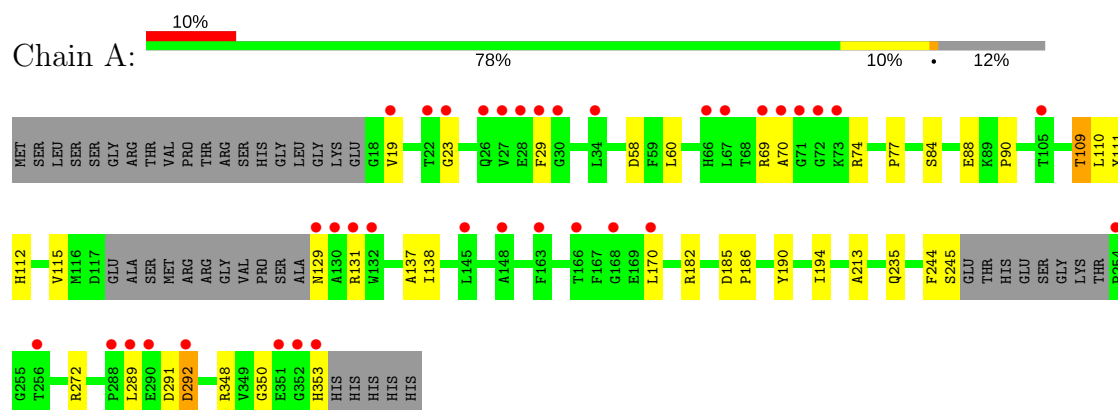 10%
Chain A:
78% 10% • 12%
MET SER LEU SER SER GLY ARG THR VAL PRO THR ARG SER HIS GLY LEU GLY LYS GLU G18 V19 T22 G23 Q26 V27 E28 F29 G30 L34 D58 F59 L60 H66 L67 T68 R69 A70 G71 G72 K73 R74 P77 S84 E88 K89 P90 T105 T109 L110 Y111
H112 V115 M116 D117 GLU ALA SER MET ARG ARG GLY VAL PRO SER ALA N129 A130 R131 W132 A137 I138 L145 A148 F163 T166 F167 G168 E169 L170 R182 D185 P186 Y190 I194 A213 Q235 F244 S245 GLU THR HIS GLU SER GLY LYS THR
G255 T256 R272 P288 L289 E290 D291 D292 R348 V349 G350 E351 G352 H353 HIS HIS HIS HIS HIS